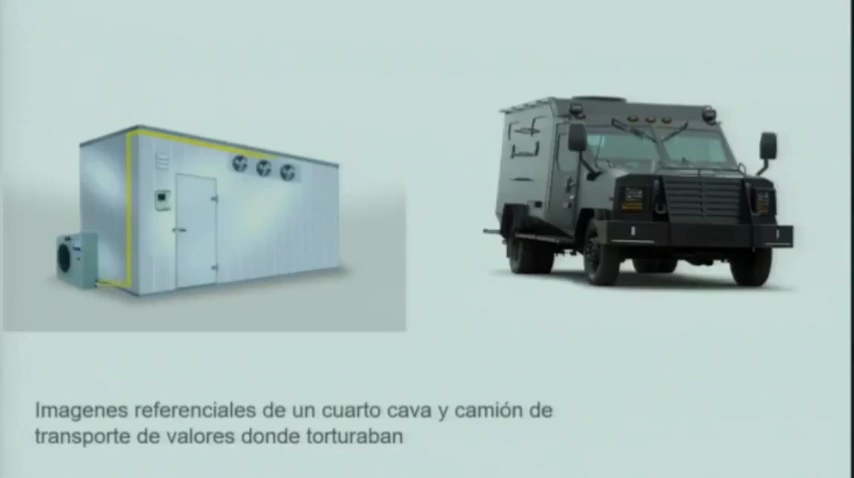 Imagenes referenciales de un cuarto cava y camión de
transporte de valores donde torturaban